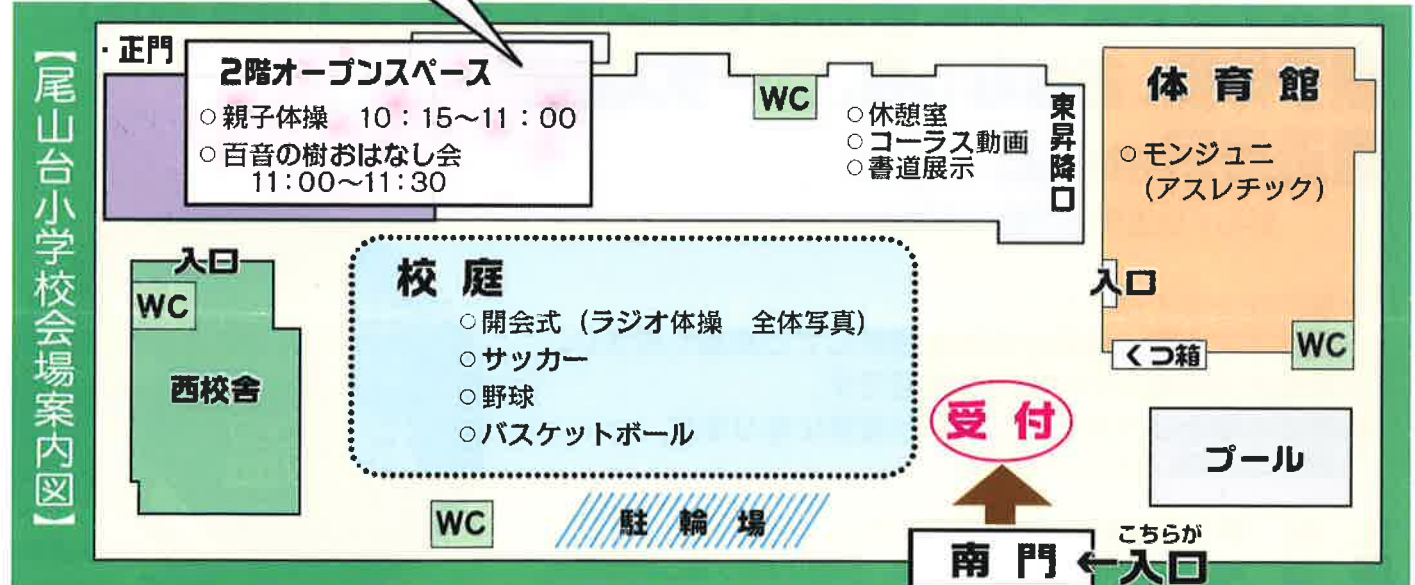 【尾山台小学校会場案内図】
・正門
2階オープンスペース
○親子体操 10：15～11：00
○百音の樹おはなし会
11:00～11:30
WC
○休憩室
○コーラス動画
○書道展示
東昇降口
体育館
○モンジュニ
(アスレチック)
入口
くつ箱
WC
入口
WC
西校舎
校庭
○開会式（ラジオ体操 全体写真）
○サッカー
○野球
○バスケットボール
受付
プール
WC
駐輪場
南門
こちらが
←入口